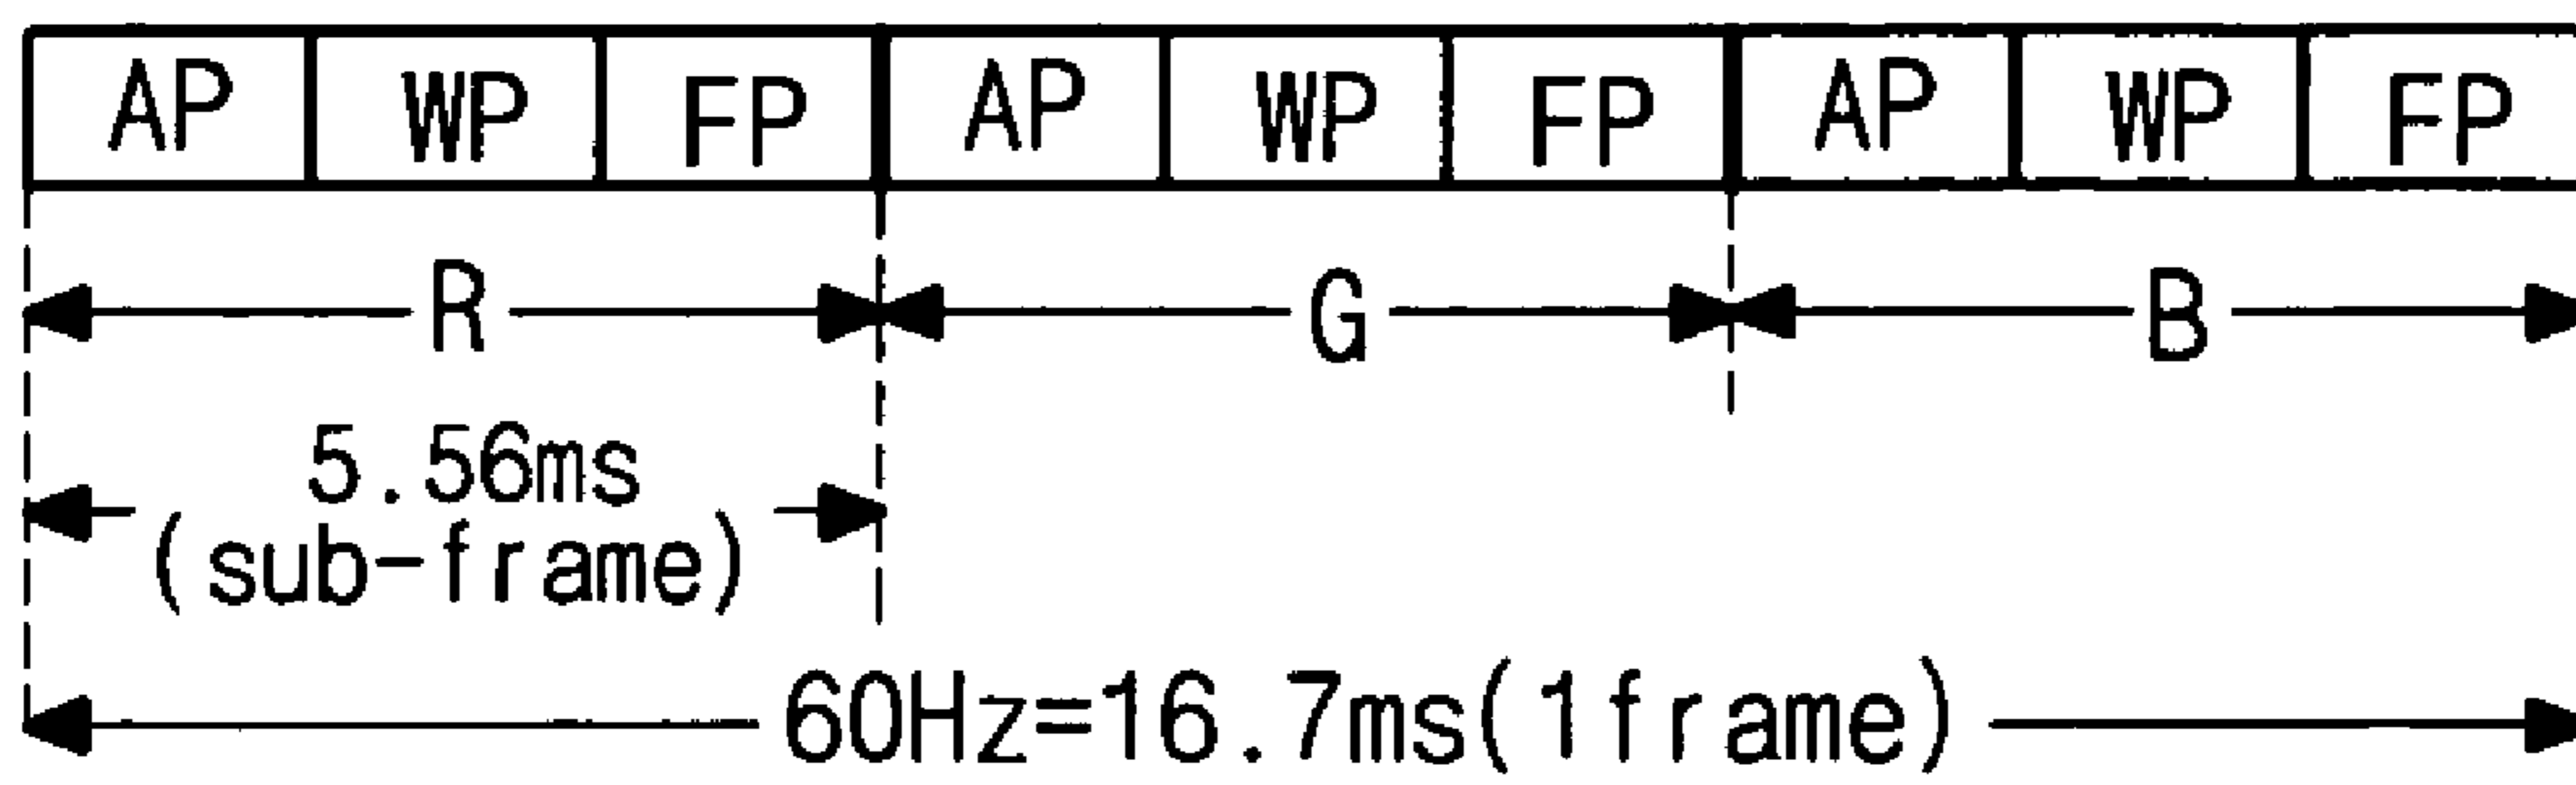 AP WP FP AP WP FP AP WP FP
R G B
5.56ms
(sub-frame)
60Hz=16.7ms(1frame)